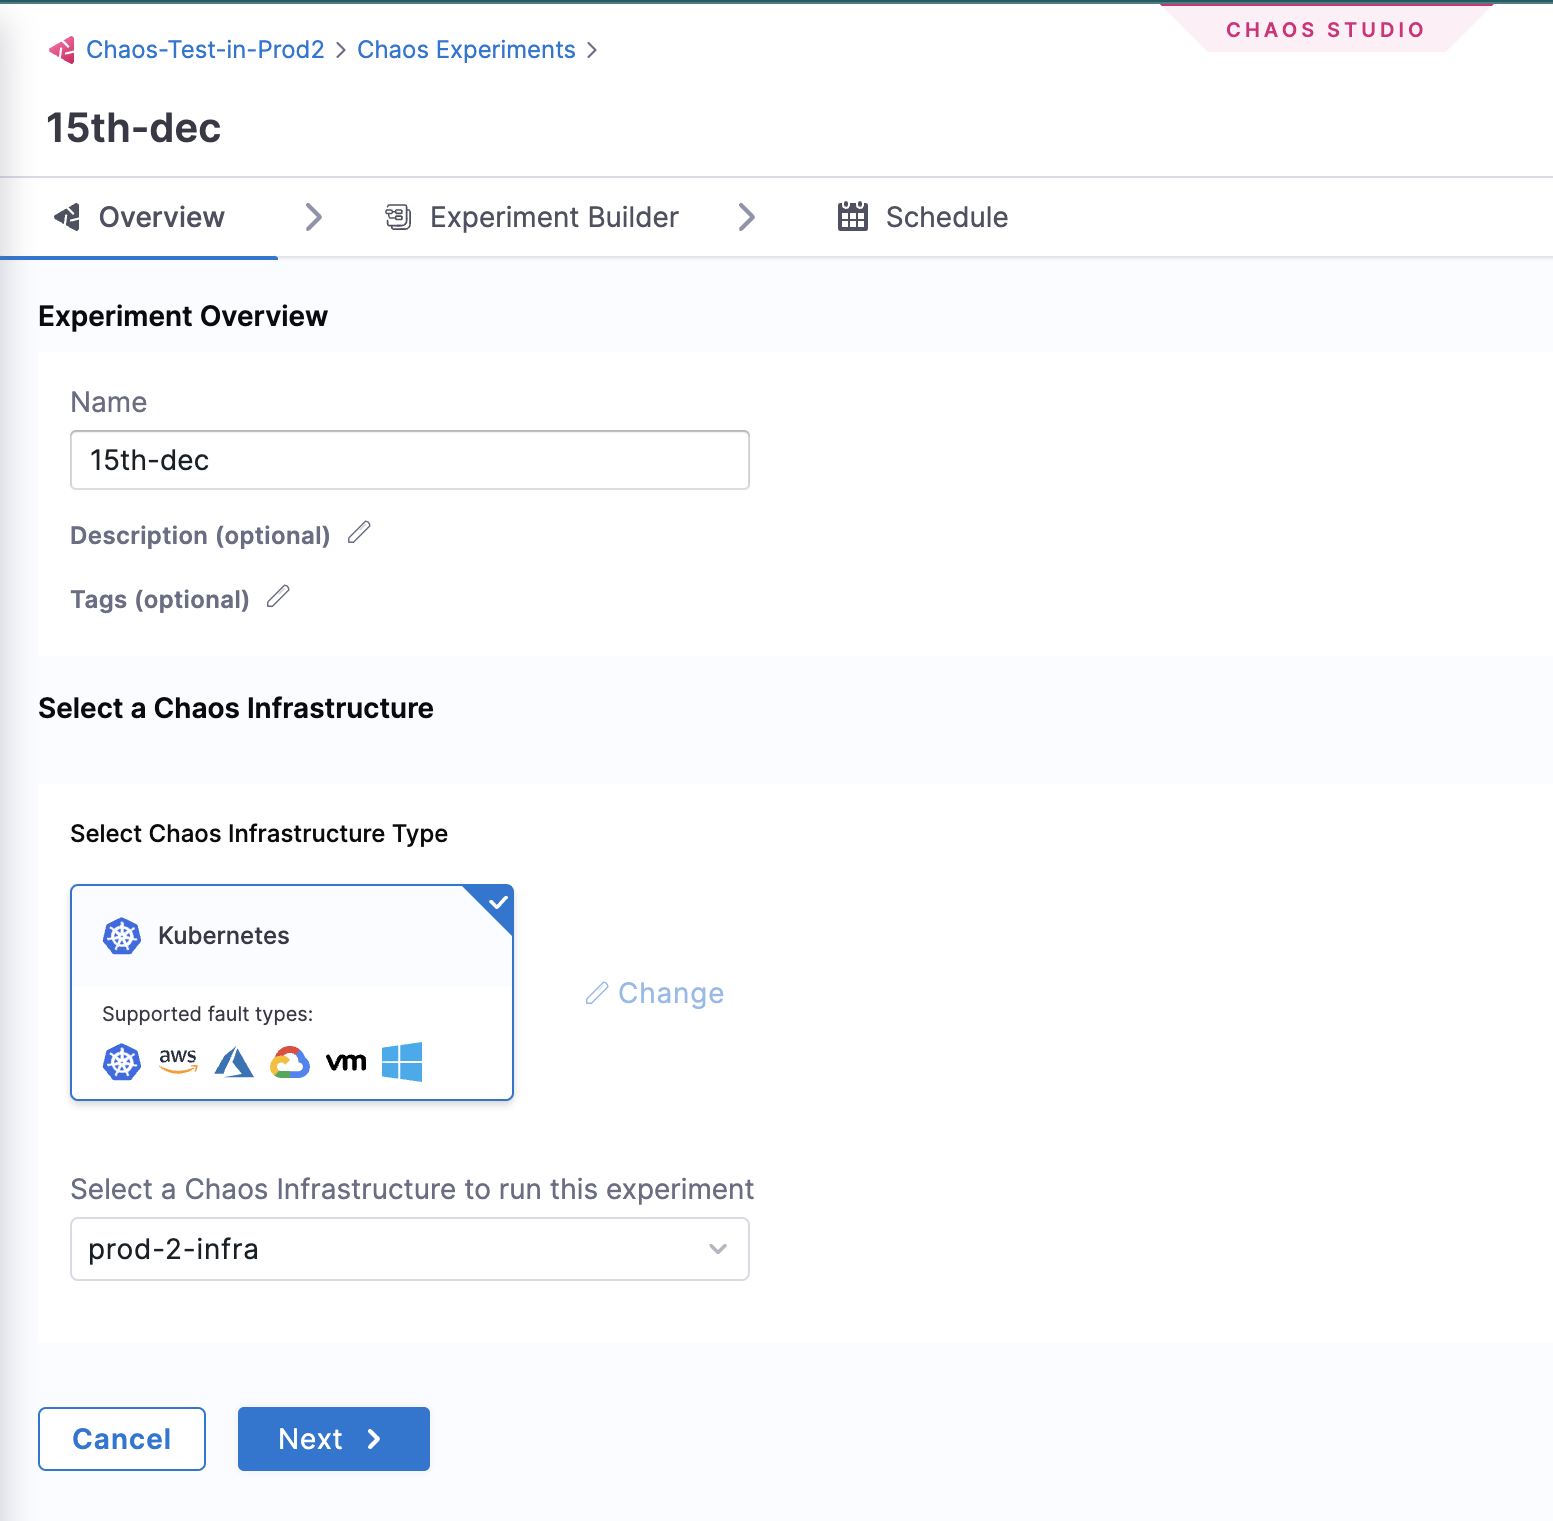 CHAOS STUDIO
Chaos-Test-in-Prod2 > Chaos Experiments >
15th-dec
Overview > Experiment Builder > Schedule
Experiment Overview
Name
15th-dec
Description (optional)
Tags (optional)
Select a Chaos Infrastructure
Select Chaos Infrastructure Type
Kubernetes
Change
Supported fault types:
aws vm
Select a Chaos Infrastructure to run this experiment
prod-2-infra
Cancel Next >